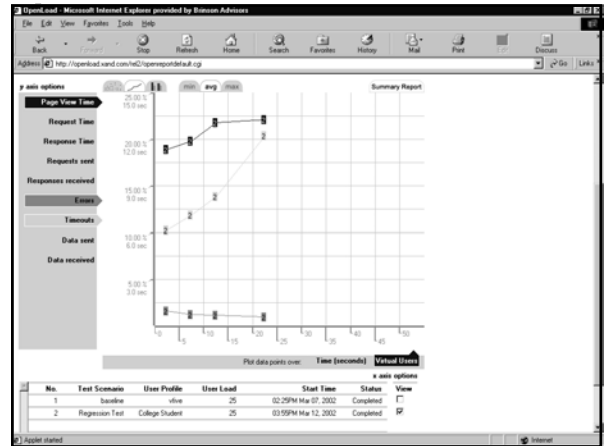 OpenLoad - Microsoft Internet Explorer provided by Brinson Advisors
File Edit View Favorites Tools Help
Back Forward Stop Refresh Home Search Favorites History Mail Print Edit Discuss
Address http://openload.xand.com/rel2/openreportdefault.cgi Go Links
y axis options min avg max Summary Report
Page View Time
Request Time
Response Time
Requests sent
Responses received
Errors
Timeouts
Data sent
Data received
25.00 %
15.0 sec
20.00 %
12.0 sec
15.00 %
9.0 sec
10.00 %
6.0 sec
5.00 %
3.0 sec
0 5 10 15 20 25 30 35 40 45 50
Plot data points over: Time (seconds) Virtual Users
x axis options
No. Test Scenario User Profile User Load Start Time Status View
1 baseline vlive 25 02:25PM Mar 07, 2002 Completed
2 Regression Test College Student 25 03:55PM Mar 12, 2002 Completed
Applet started Internet